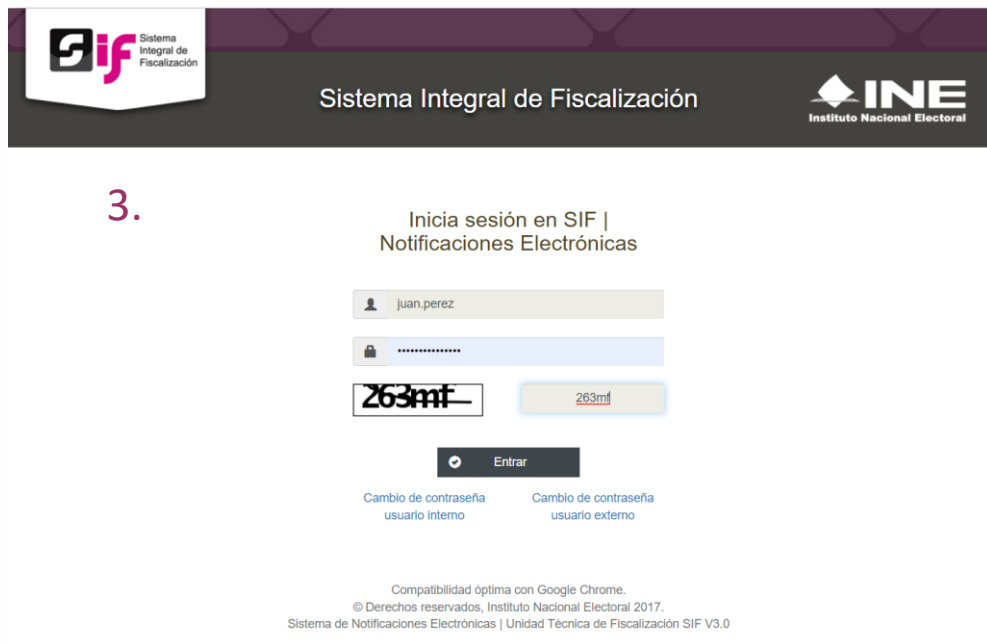 Sif
Sistema
Integral de
Fiscalización
Sistema Integral de Fiscalización
INE
Instituto Nacional Electoral
3.
Inicia sesión en SIF |
Notificaciones Electrónicas
juan.perez
•••••••••••••••
263mf
263mf
Entrar
Cambio de contraseña
usuario interno
Cambio de contraseña
usuario externo
Compatibilidad óptima con Google Chrome.
© Derechos reservados, Instituto Nacional Electoral 2017.
Sistema de Notificaciones Electrónicas | Unidad Técnica de Fiscalización SIF V3.0